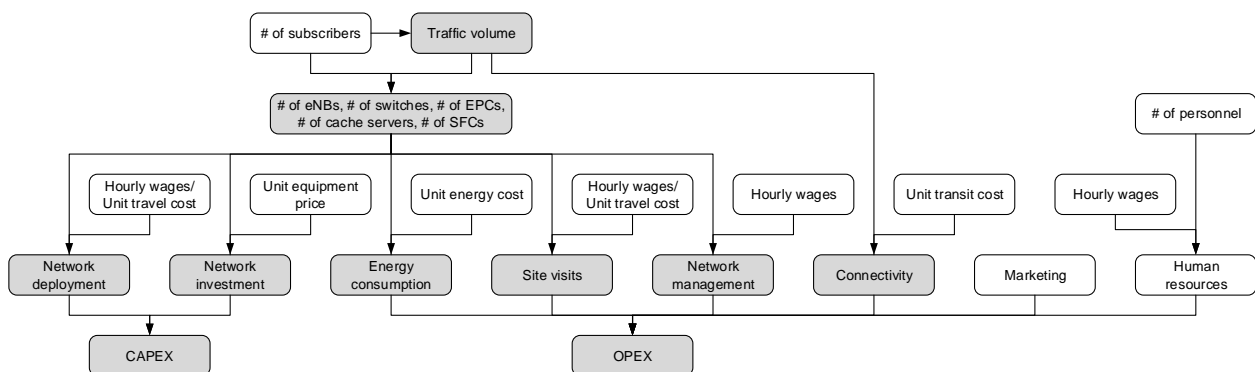 # of subscribers
Traffic volume
# of eNBs, # of switches, # of EPCs,
# of cache servers, # of SFCs
# of personnel
Hourly wages/
Unit travel cost
Unit equipment
price
Unit energy cost
Hourly wages/
Unit travel cost
Hourly wages
Unit transit cost
Hourly wages
Network
deployment
Network
investment
Energy
consumption
Site visits
Network
management
Connectivity
Marketing
Human
resources
CAPEX
OPEX